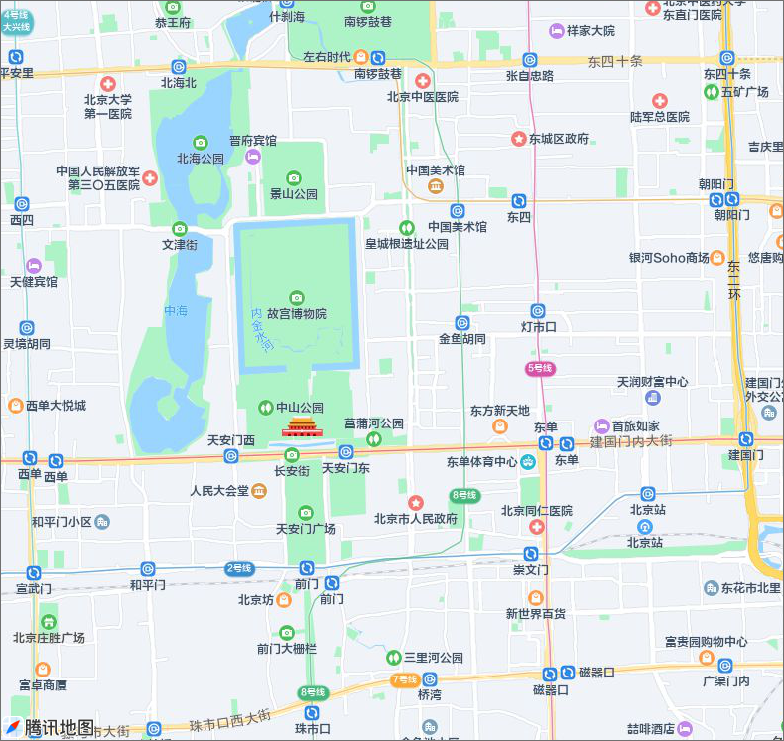 4号线
大兴线
恭王府
什刹海
南锣鼓巷
祥家大院
东直门医院
平安里
左右时代
北海北
南锣鼓巷
张自忠路
东四十条
东四十条
北京大学
第一医院
北京中医医院
五矿广场
陆军总医院
东城区政府
晋府宾馆
北海公园
吉庆里
中国人民解放军
第三〇五医院
景山公园
中国美术馆
朝阳门
西四
中国美术馆
东四
朝阳门
文津街
皇城根遗址公园
银河Soho商场
悠唐购
东二环
天健宾馆
中海
内金水河
故宫博物院
灵境胡同
金鱼胡同
灯市口
5号线
天润财富中心
建国门外
外交公
西单大悦城
中山公园
东方新天地
菖蒲河公园
东单
首旅如家
天安门西
建国门内大街
建国门
西单
西单
长安街
天安门东
东单体育中心
东单
人民大会堂
8号线
北京站
和平门小区
天安门广场
北京市人民政府
北京同仁医院
北京站
宣武门
和平门
2号线
前门
前门
崇文门
东花市北里
北京坊
新世界百货
北京庄胜广场
前门大栅栏
三里河公园
富贵园购物中心
富卓商厦
8号线
7号线
桥湾
磁器口
磁器口
广渠门内
珠市口西大街
珠市口
腾讯地图
喆啡酒店